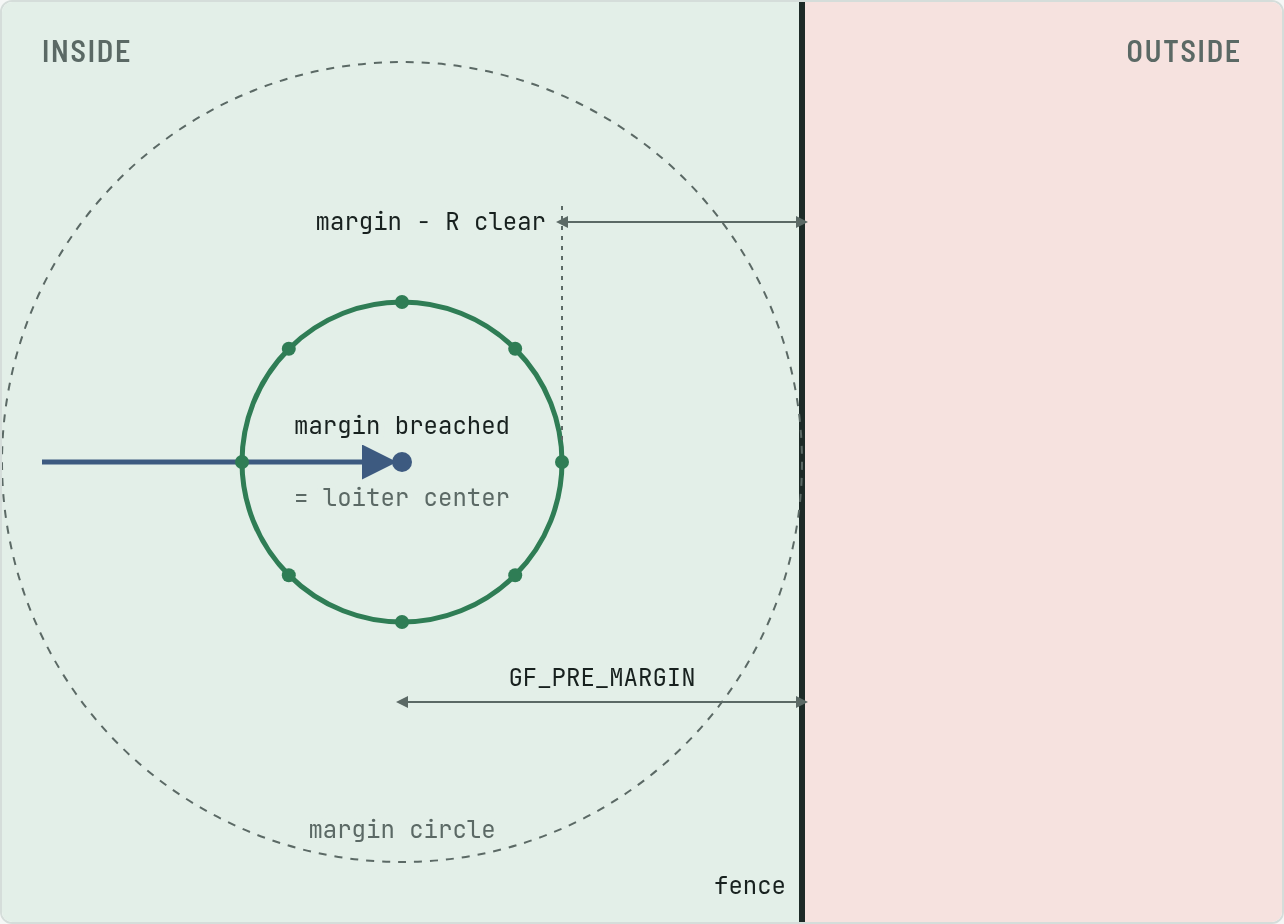 INSIDE
OUTSIDE
margin - R clear
margin breached
= loiter center
GF_PRE_MARGIN
margin circle
fence